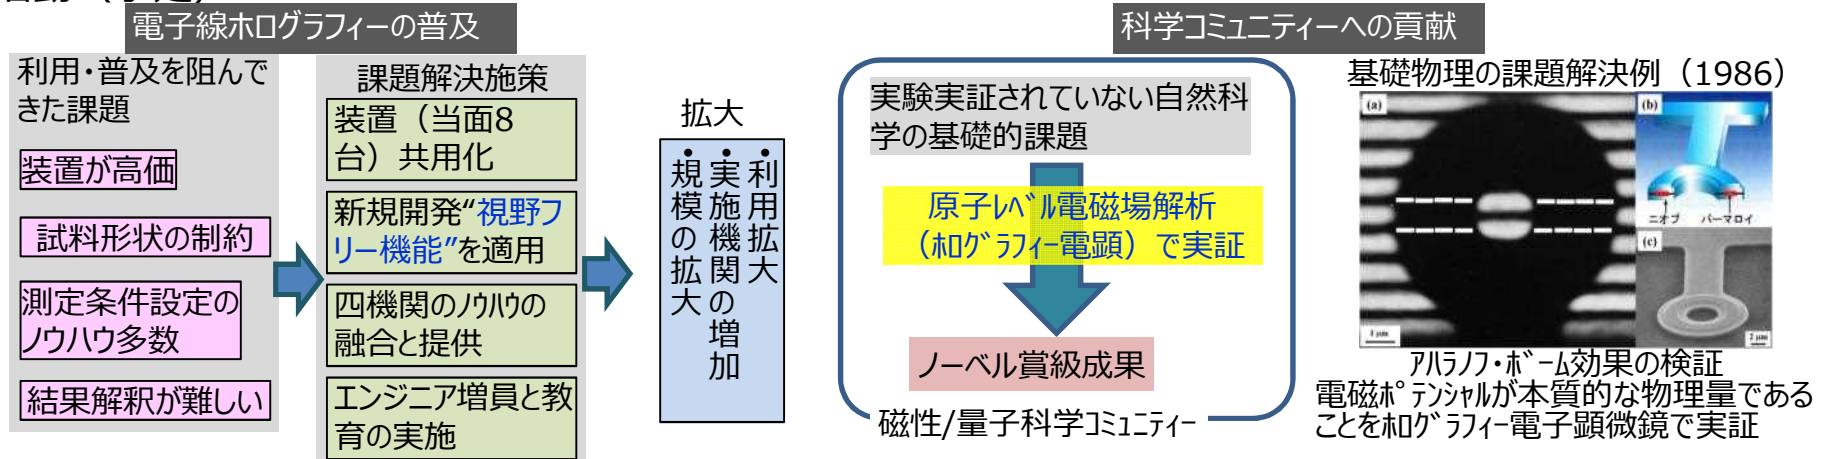 電子線ホログラフィーの普及
利用・普及を阻んで
きた課題
装置が高価
試料形状の制約
測定条件設定の
ノウハウ多数
結果解釈が難しい
課題解決施策
装置（当面8
台）共用化
新規開発“視野フ
リー機能”を適用
四機関のﾉｳﾊｳの
融合と提供
エンジニア増員と教
育の実施
拡大
・利用拡大
・実施機関の増加
・規模の拡大
科学ｺﾐｭﾆティーへの貢献
実験実証されていない自然科
学の基礎的課題
原子ﾚﾍﾞﾙ電磁場解析
（ﾎﾛｸﾞﾗﾌｨｰ電顕）で実証
ノーベル賞級成果
磁性/量子科学ｺﾐｭﾆﾃｨｰ
基礎物理の課題解決例（1986）
(a)
1 μm
(b)
ニオブ パーマロイ
(c)
2 μm
ｱﾊﾗﾉﾌ・ﾎﾞｰﾑ効果の検証
電磁ﾎﾟﾃﾝｼｬﾙが本質的な物理量である
ことをﾎﾛｸﾞﾗﾌｨｰ電子顕微鏡で実証